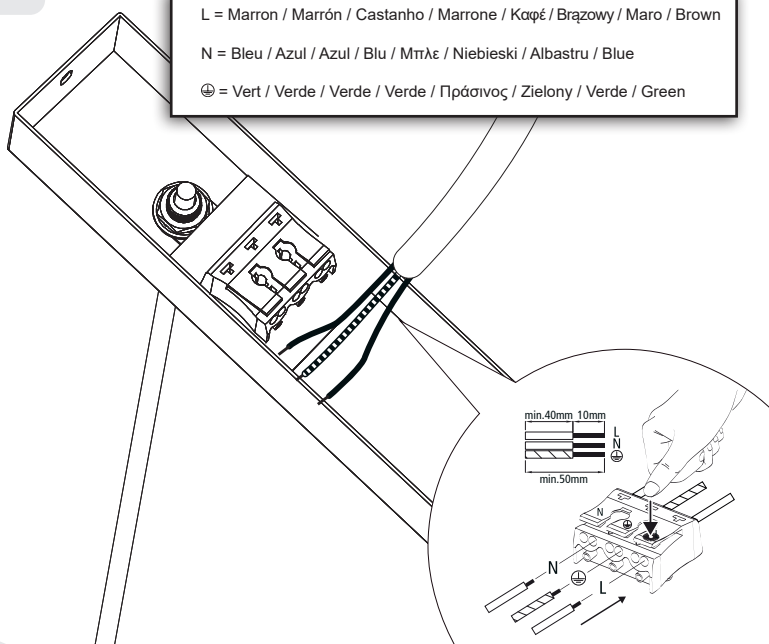 L = Marron / Marrón / Castanho / Marrone / Καφέ / Brązowy / Maro / Brown
N = Bleu / Azul / Azul / Blu / Μπλε / Niebieski / Albastru / Blue
⏚ = Vert / Verde / Verde / Verde / Πράσινος / Zielony / Verde / Green
min.40mm 10mm
L
N
⏚
min.50mm
N ⏚
N
⏚
L